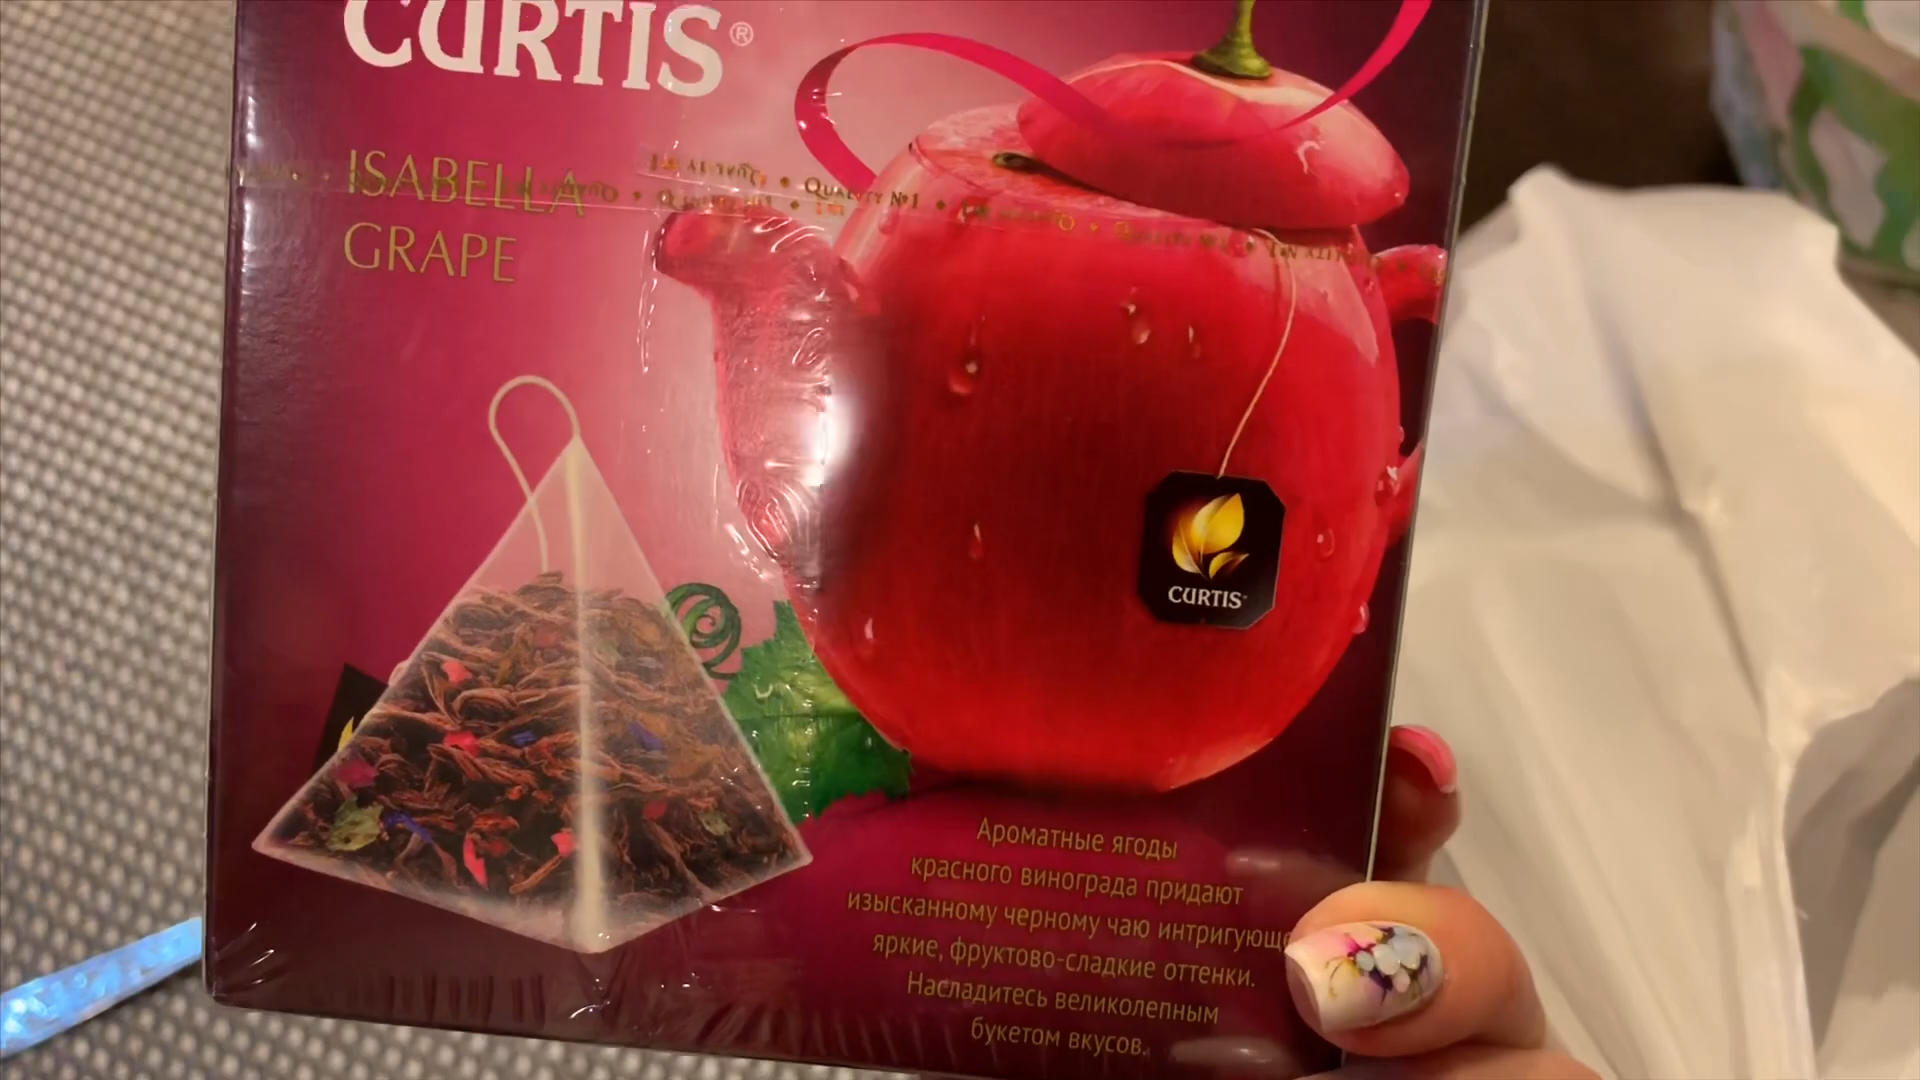 CURTIS®
ISABELLA
GRAPE
QUALITY №1
CURTIS
Ароматные ягоды
красного винограда придают
изысканному черному чаю интригующ
яркие, фруктово-сладкие оттенки.
Насладитесь великолепным
букетом вкусов.